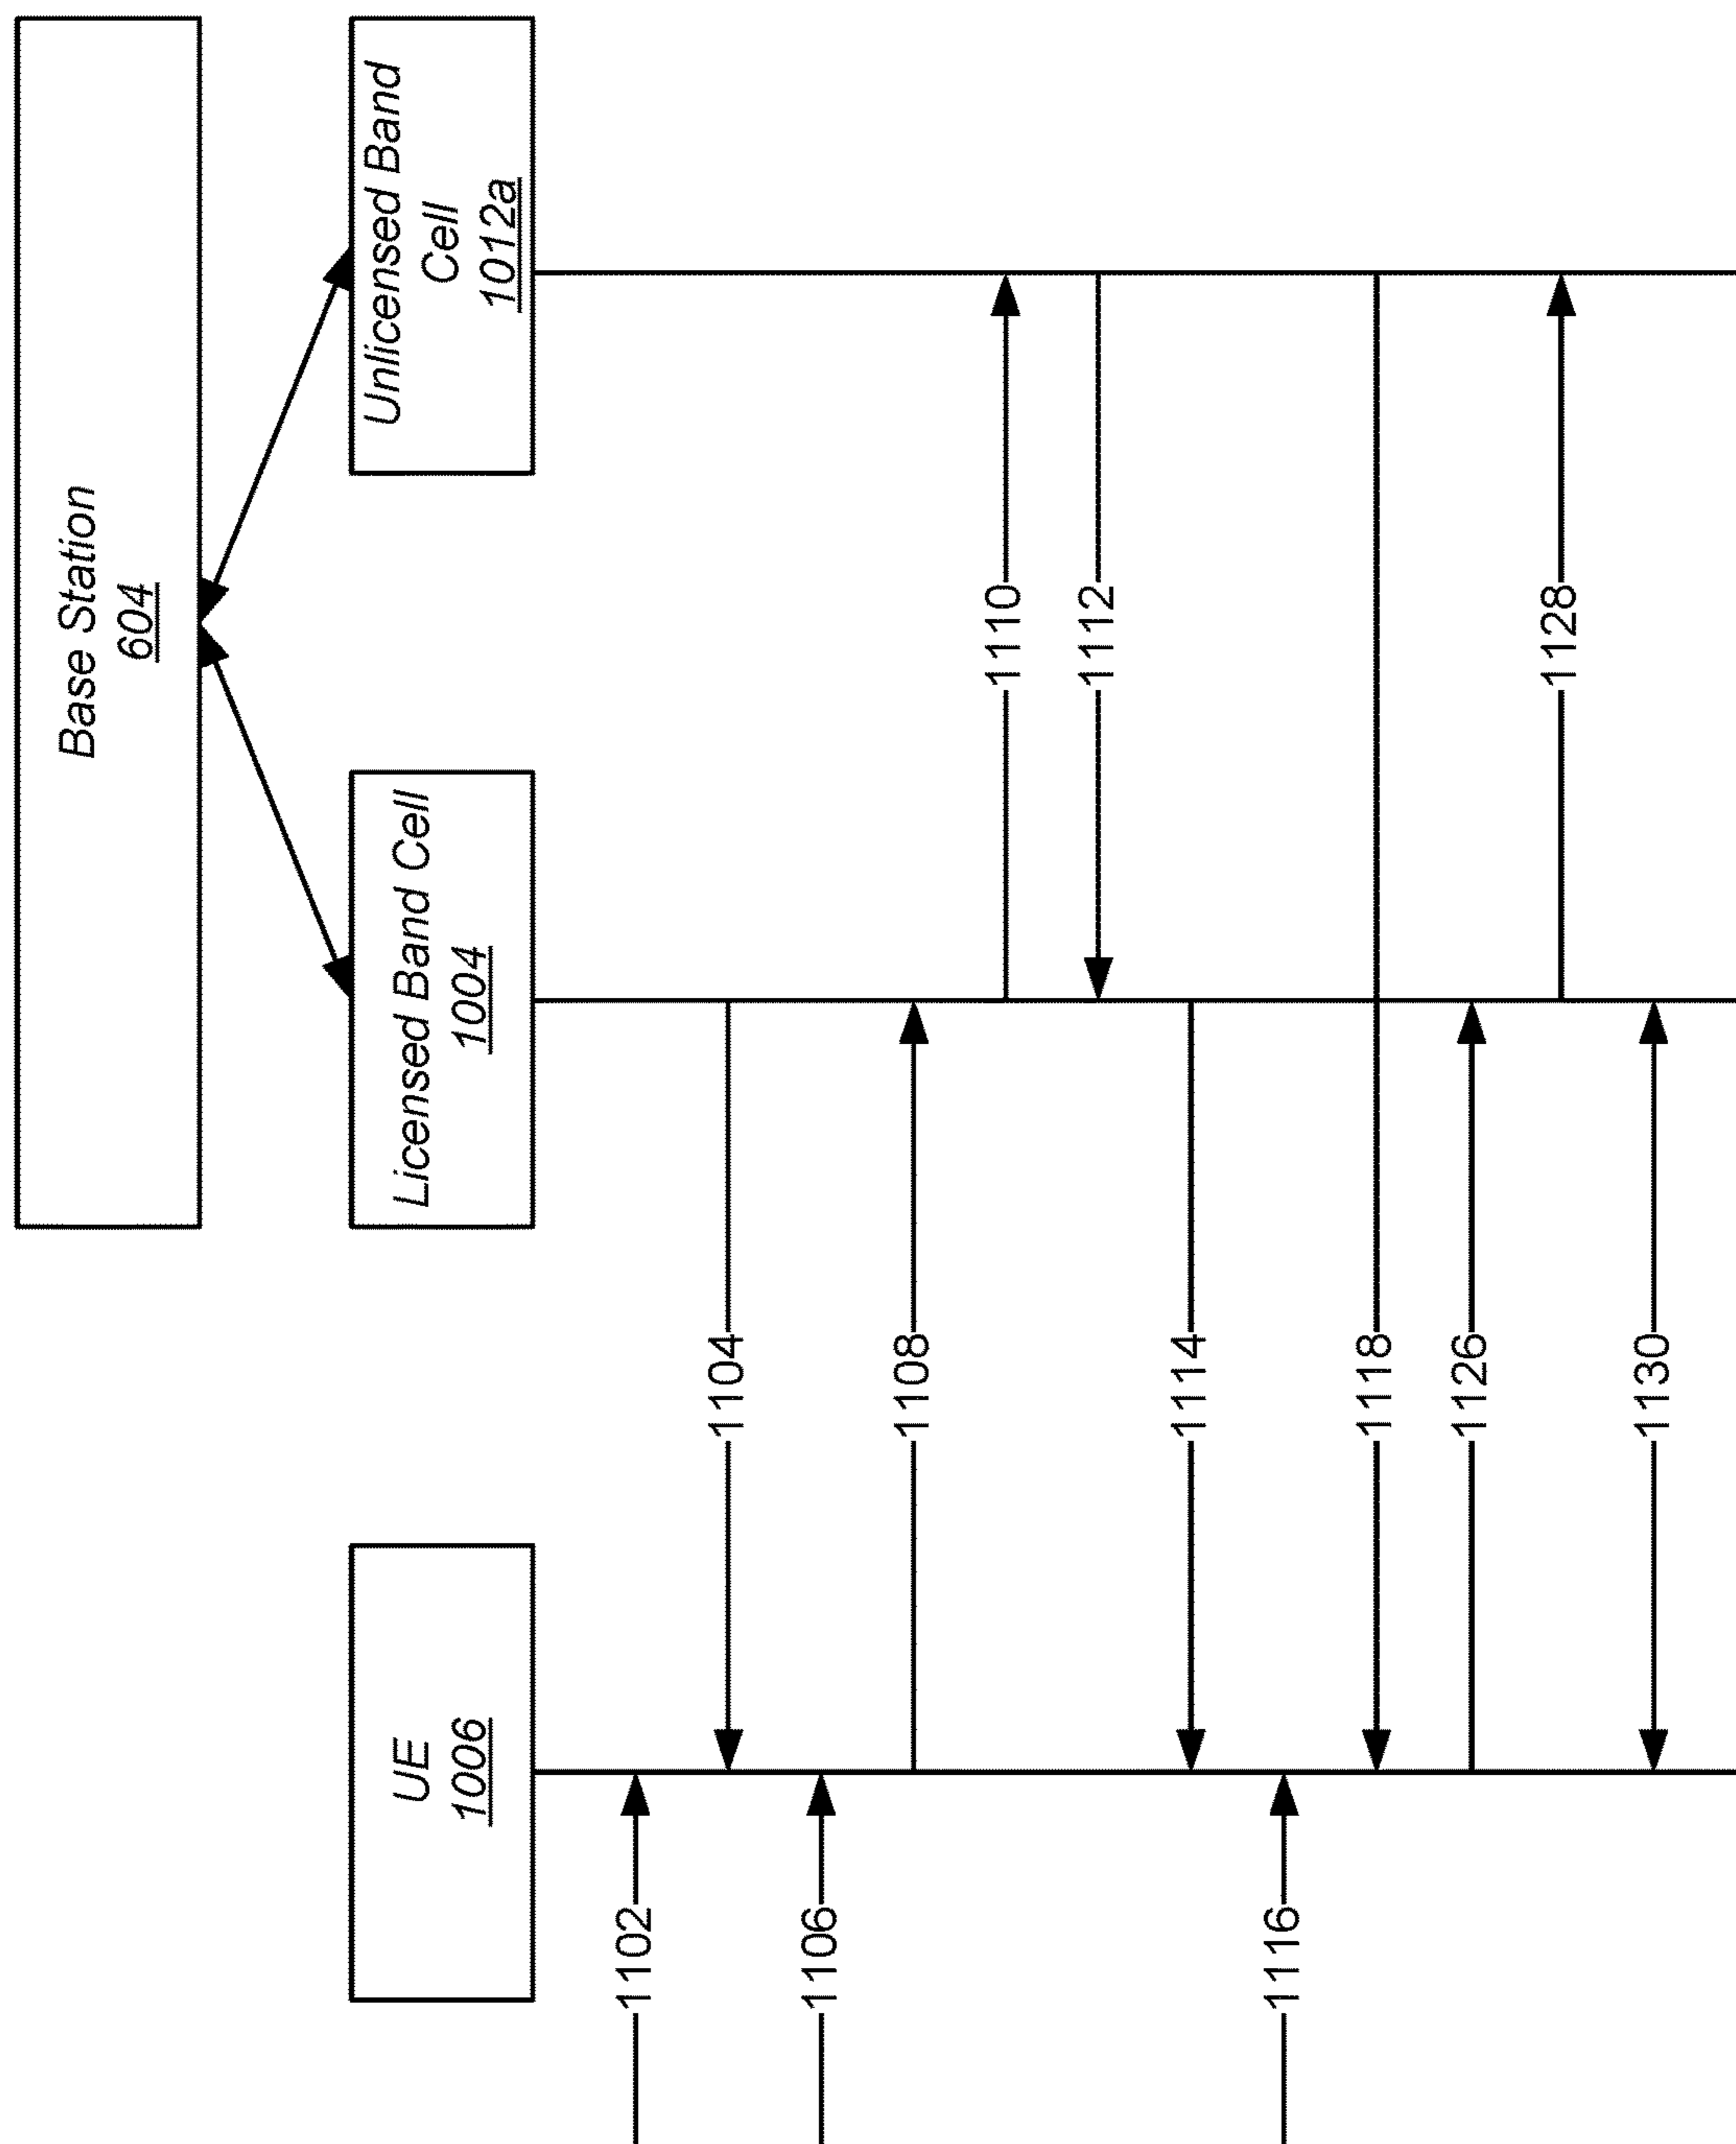 Base Station
604
UE
1006
Licensed Band Cell
1004
Unlicensed Band
Cell
1012a
1102
1104
1106
1108
1110
1112
1114
1116
1118
1126
1128
1130